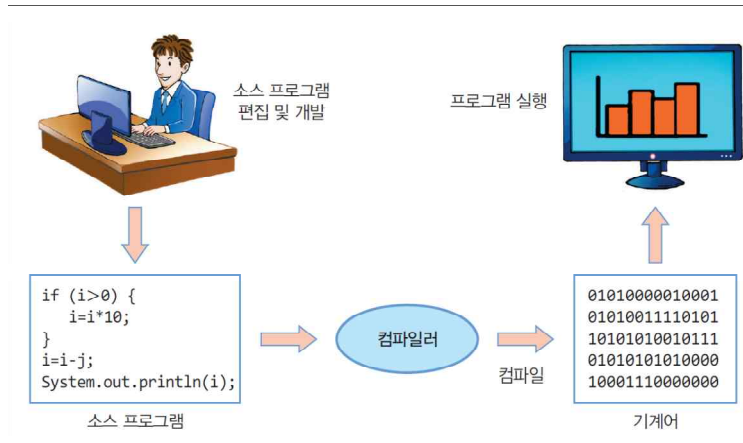 소스 프로그램
편집 및 개발
프로그램 실행
if (i>0) {
   i=i*10;
}
i=i-j;
System.out.println(i);
소스 프로그램
컴파일러
컴파일
01010000010001
01010011110101
10101010010111
01010101010000
10001110000000
기계어